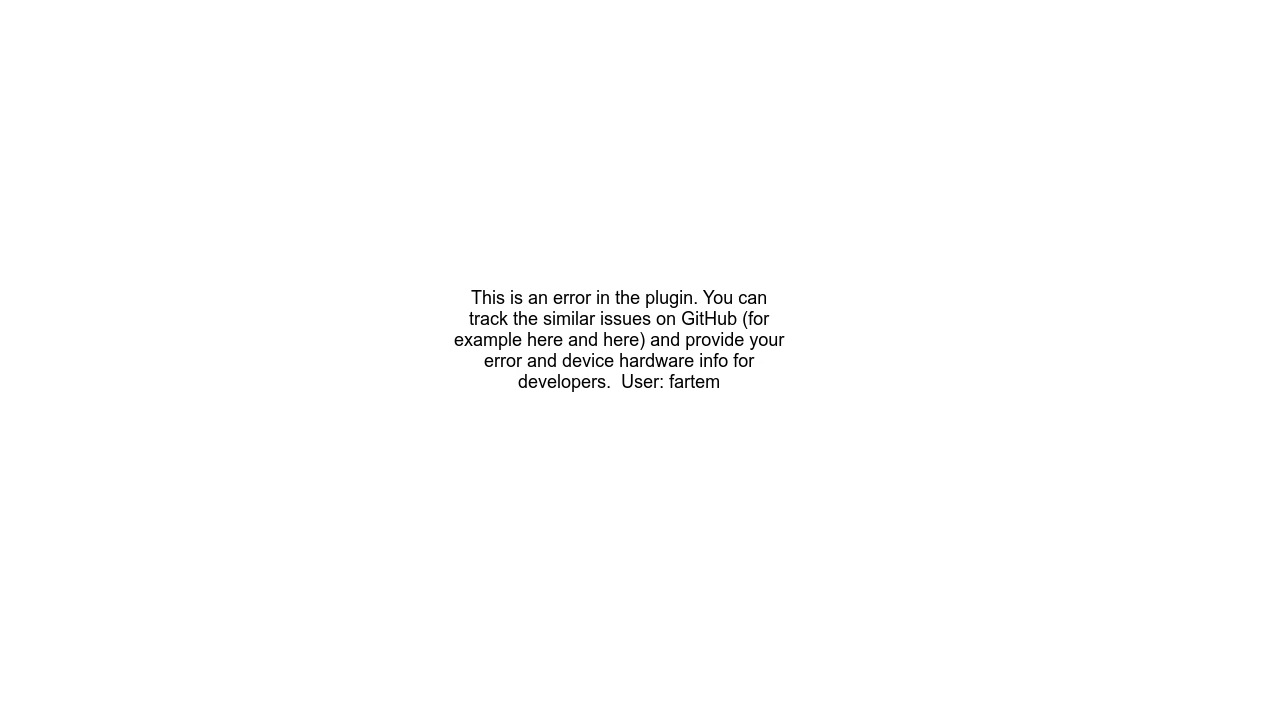 This is an error in the plugin. You can
track the similar issues on GitHub (for
example here and here) and provide your
error and device hardware info for
developers.  User: fartem